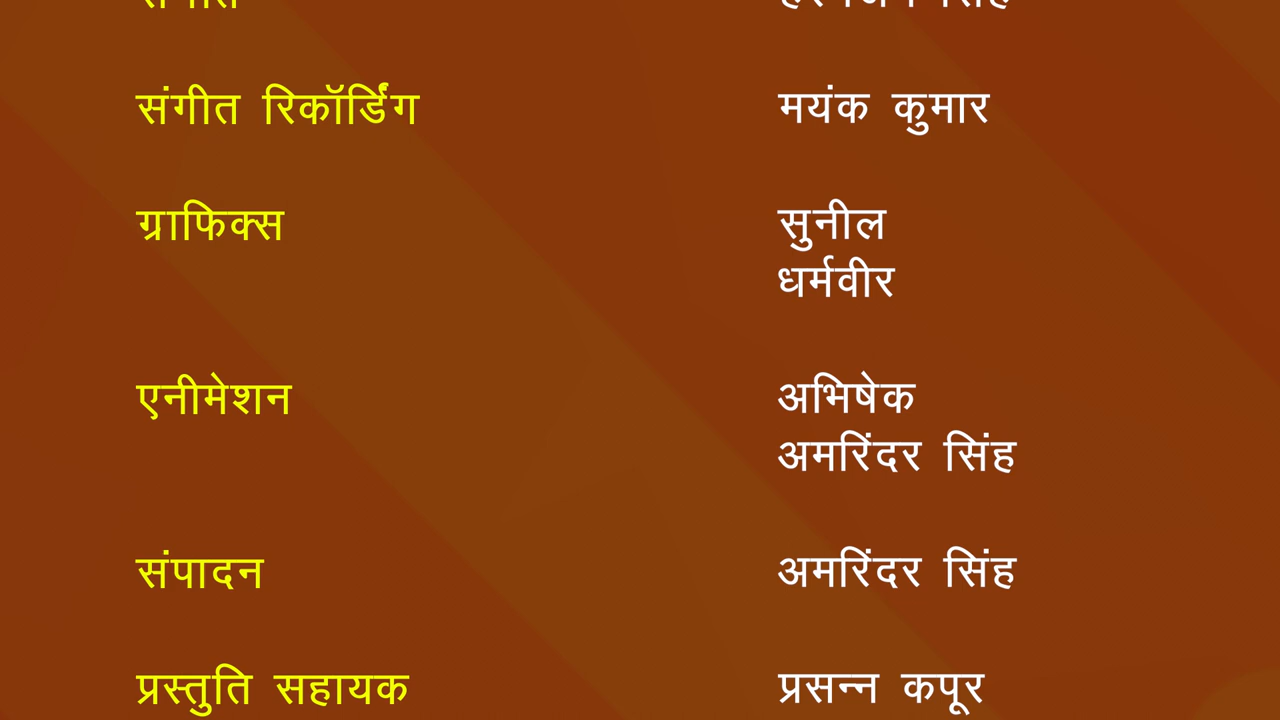 संगीत रिकॉर्डिंग मयंक कुमार
ग्राफिक्स सुनील
धर्मवीर
एनीमेशन अभिषेक
अमरिंदर सिंह
संपादन अमरिंदर सिंह
प्रस्तुति सहायक प्रसन्न कपूर